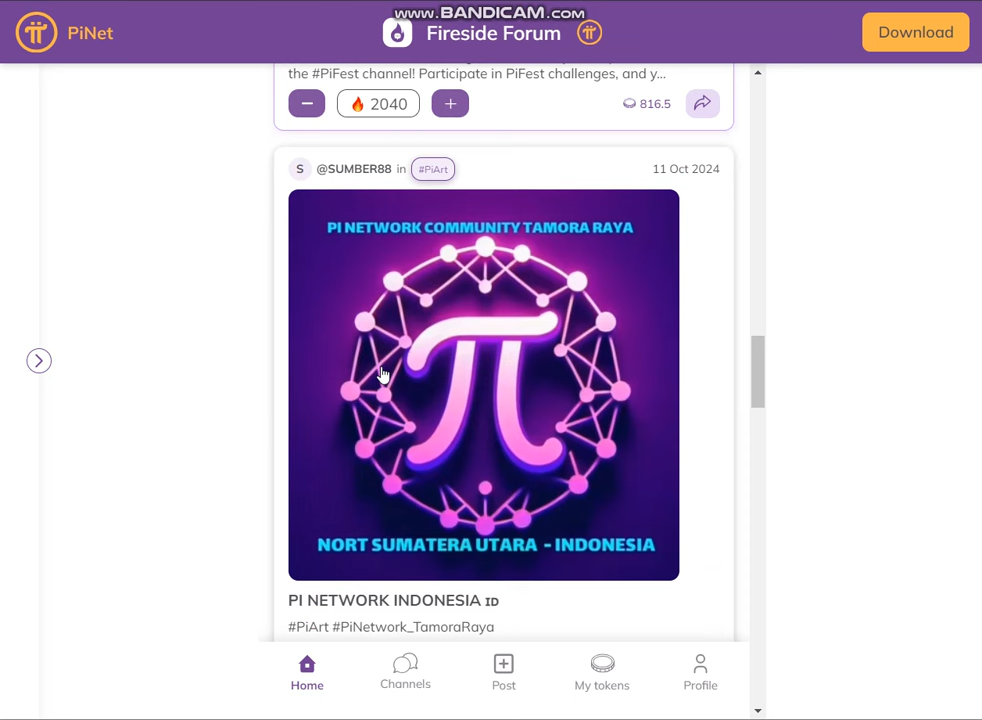 www.BANDICAM.com
PiNet
Fireside Forum
Download
the #PiFest channel! Participate in PiFest challenges, and y...
2040
816.5
S @SUMBER88 in #PiArt 11 Oct 2024
PI NETWORK COMMUNITY TAMORA RAYA
NORT SUMATERA UTARA - INDONESIA
PI NETWORK INDONESIA ID
#PiArt #PiNetwork_TamoraRaya
Home
Channels
Post
My tokens
Profile